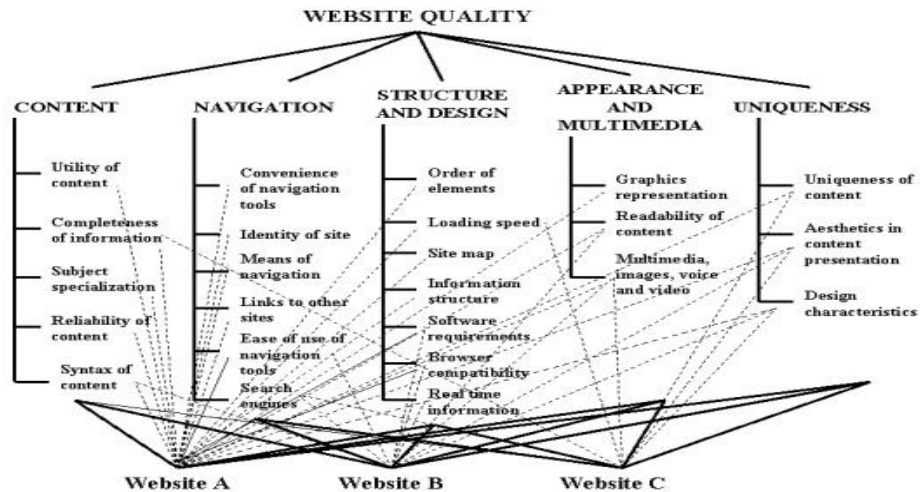 WEBSITE QUALITY
CONTENT
Utility of
content
Completeness
of information
Subject
specialization
Reliability of
content
Syntax of
content
NAVIGATION
Convenience
of navigation
tools
Identity of site
Means of
navigation
Links to other
sites
Ease of use of
navigation
tools
Search
engines
STRUCTURE
AND DESIGN
Order of
elements
Loading speed
Site map
Information
structure
Software
requirements
Browser
compatibility
Real time
information
APPEARANCE
AND
MULTIMEDIA
Graphics
representation
Readability of
content
Multimedia,
images, voice
and video
UNIQUENESS
Uniqueness of
content
Aesthetics in
content
presentation
Design
characteristics
Website A
Website B
Website C